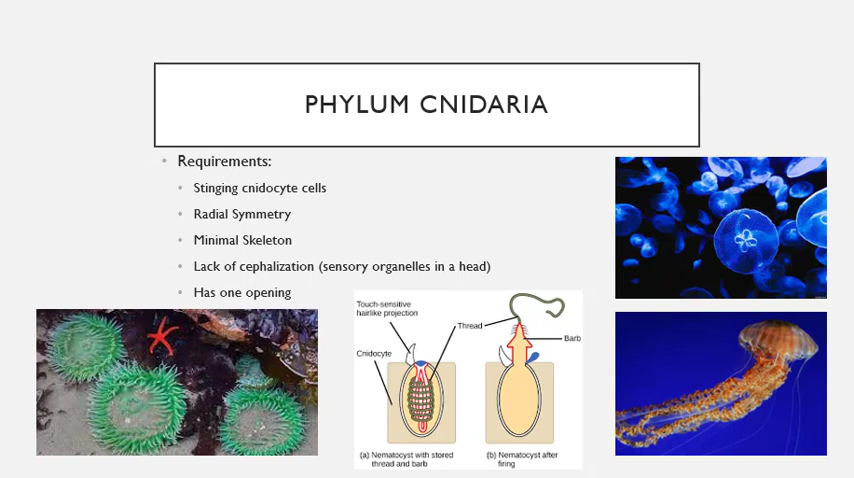 PHYLUM CNIDARIA
Requirements:
Stinging cnidocyte cells
Radial Symmetry
Minimal Skeleton
Lack of cephalization (sensory organelles in a head)
Has one opening
Touch-sensitive
hairlike projection
Thread
Barb
Cnidocyte
(a) Nematocyst with stored
thread and barb
(b) Nematocyst after
firing